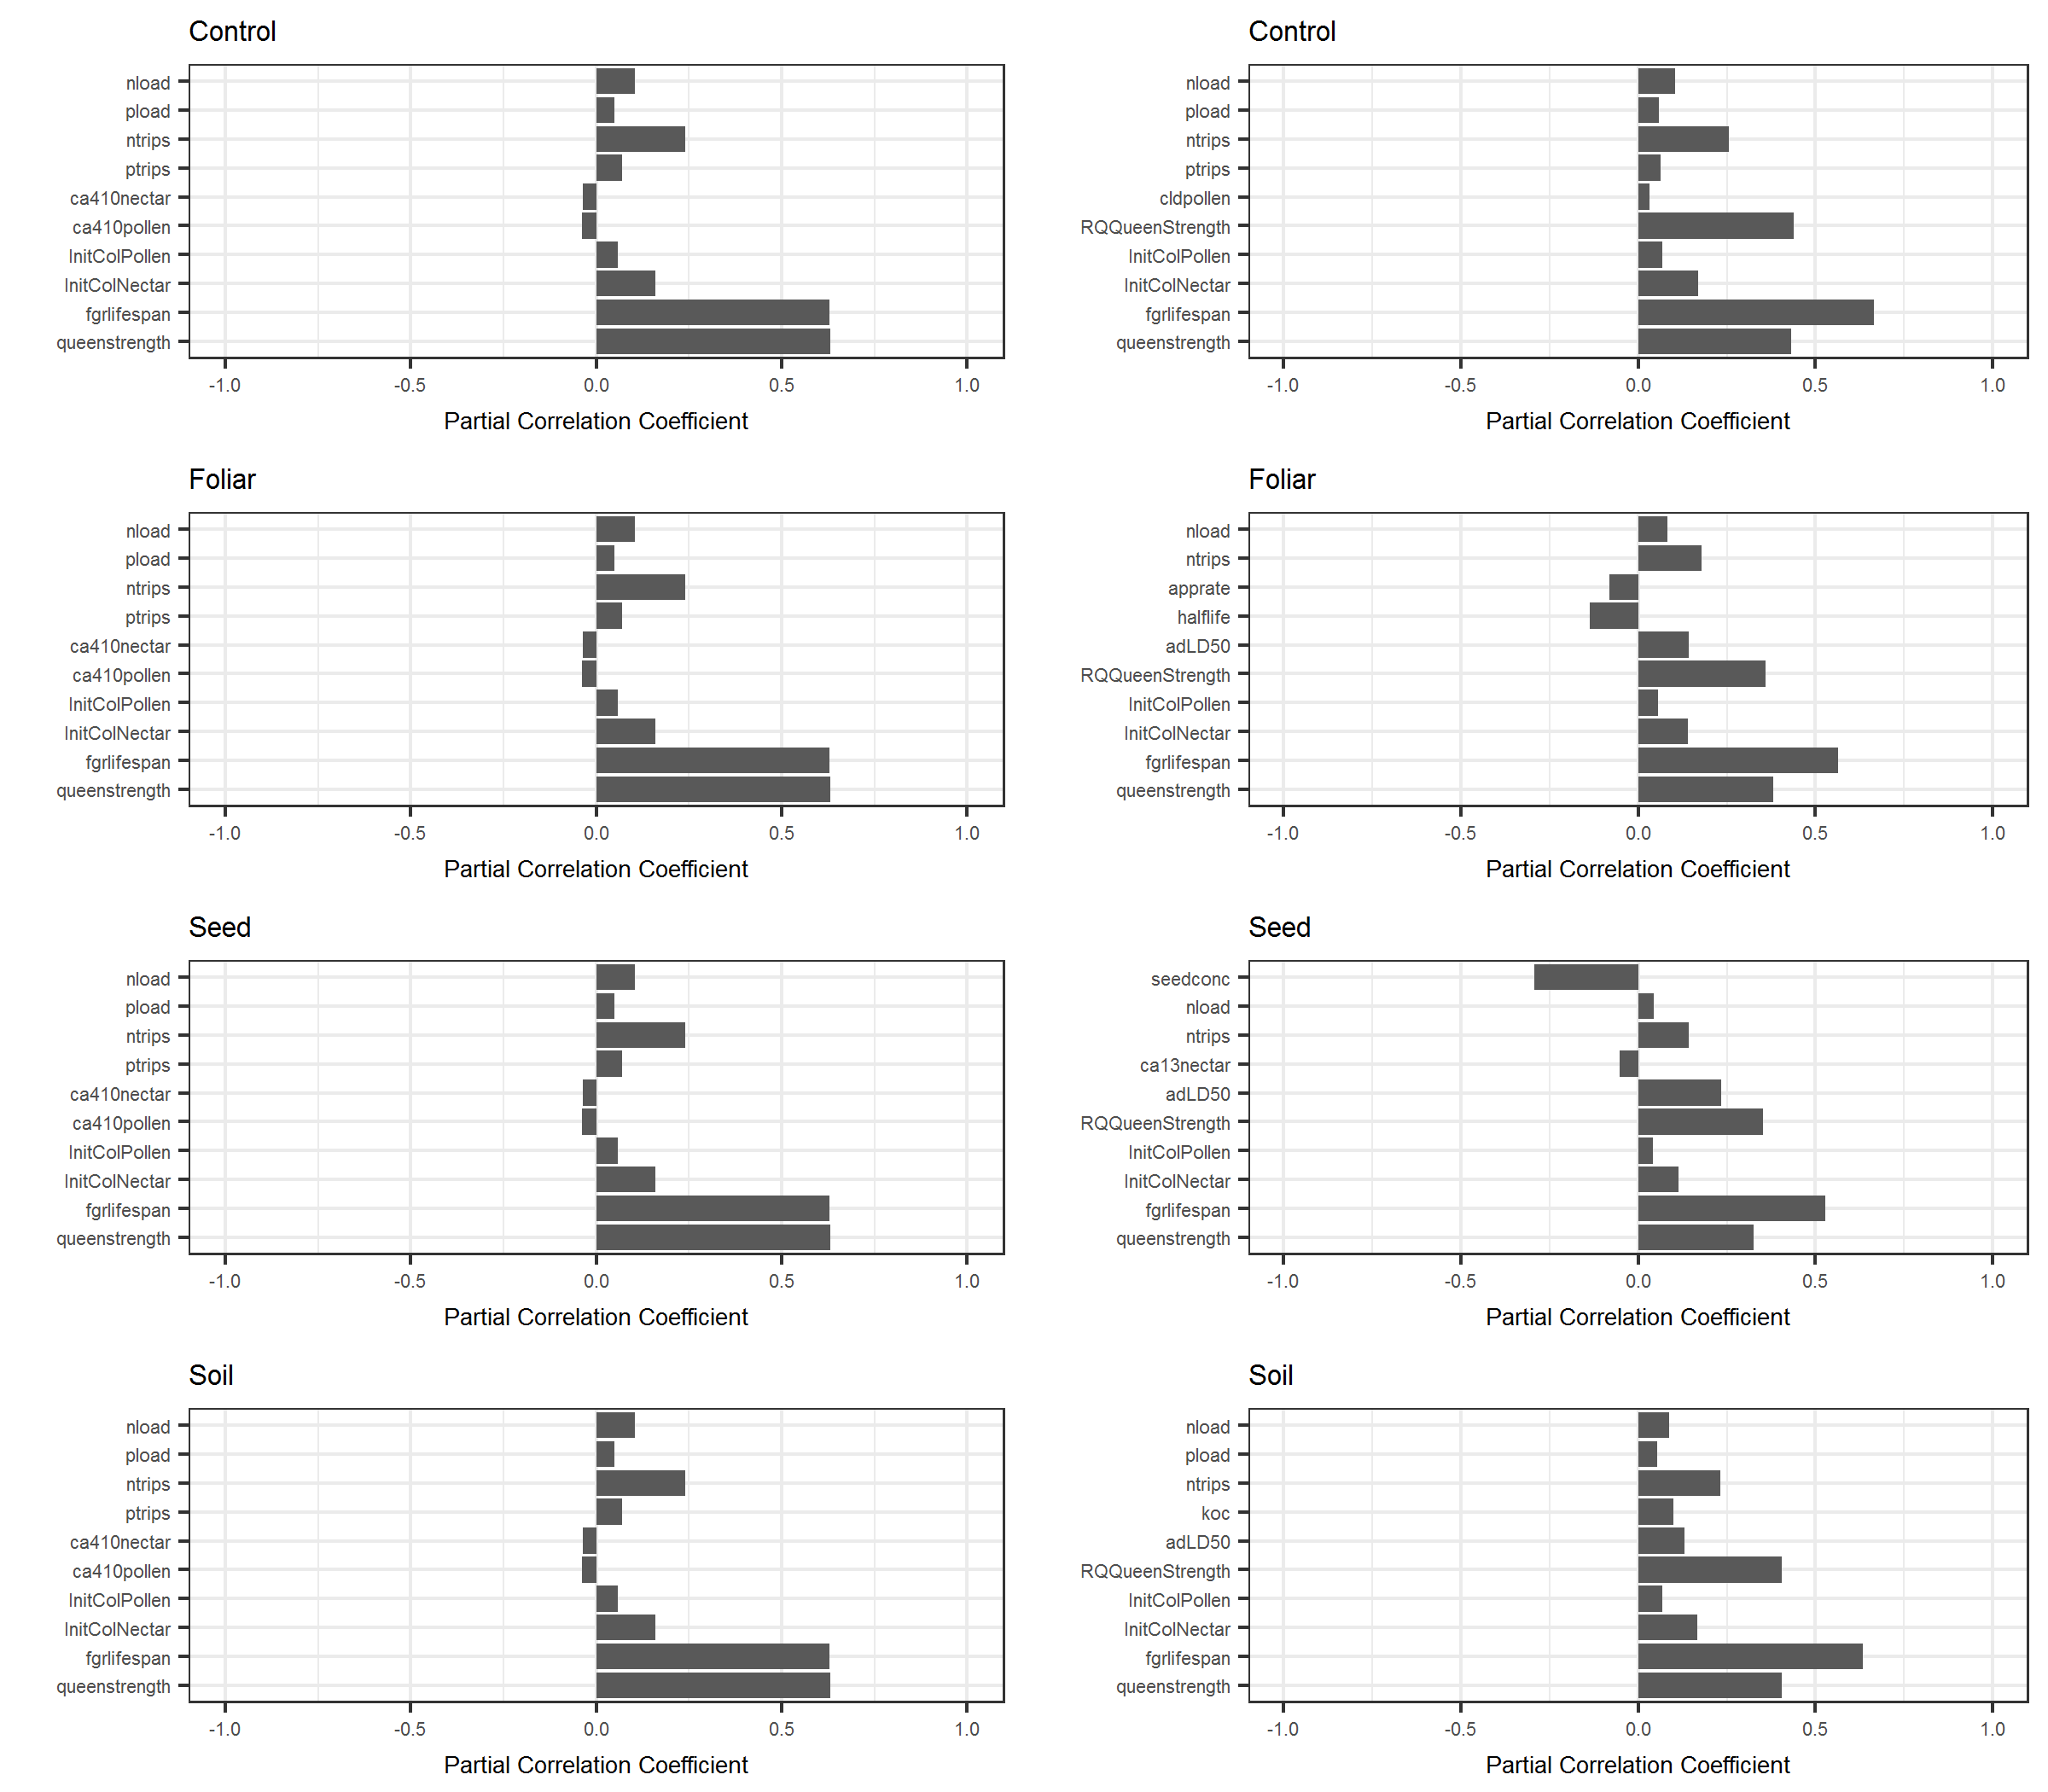 Control
nload
pload
ntrips
ptrips
ca410nectar
ca410pollen
InitColPollen
InitColNectar
fgrlifespan
queenstrength
-1.0 -0.5 0.0 0.5 1.0
Partial Correlation Coefficient
Control
nload
pload
ntrips
ptrips
cldpollen
RQQueenStrength
InitColPollen
InitColNectar
fgrlifespan
queenstrength
-1.0 -0.5 0.0 0.5 1.0
Partial Correlation Coefficient
Foliar
nload
pload
ntrips
ptrips
ca410nectar
ca410pollen
InitColPollen
InitColNectar
fgrlifespan
queenstrength
-1.0 -0.5 0.0 0.5 1.0
Partial Correlation Coefficient
Foliar
nload
ntrips
apprate
halflife
adLD50
RQQueenStrength
InitColPollen
InitColNectar
fgrlifespan
queenstrength
-1.0 -0.5 0.0 0.5 1.0
Partial Correlation Coefficient
Seed
nload
pload
ntrips
ptrips
ca410nectar
ca410pollen
InitColPollen
InitColNectar
fgrlifespan
queenstrength
-1.0 -0.5 0.0 0.5 1.0
Partial Correlation Coefficient
Seed
seedconc
nload
ntrips
ca13nectar
adLD50
RQQueenStrength
InitColPollen
InitColNectar
fgrlifespan
queenstrength
-1.0 -0.5 0.0 0.5 1.0
Partial Correlation Coefficient
Soil
nload
pload
ntrips
ptrips
ca410nectar
ca410pollen
InitColPollen
InitColNectar
fgrlifespan
queenstrength
-1.0 -0.5 0.0 0.5 1.0
Partial Correlation Coefficient
Soil
nload
pload
ntrips
koc
adLD50
RQQueenStrength
InitColPollen
InitColNectar
fgrlifespan
queenstrength
-1.0 -0.5 0.0 0.5 1.0
Partial Correlation Coefficient